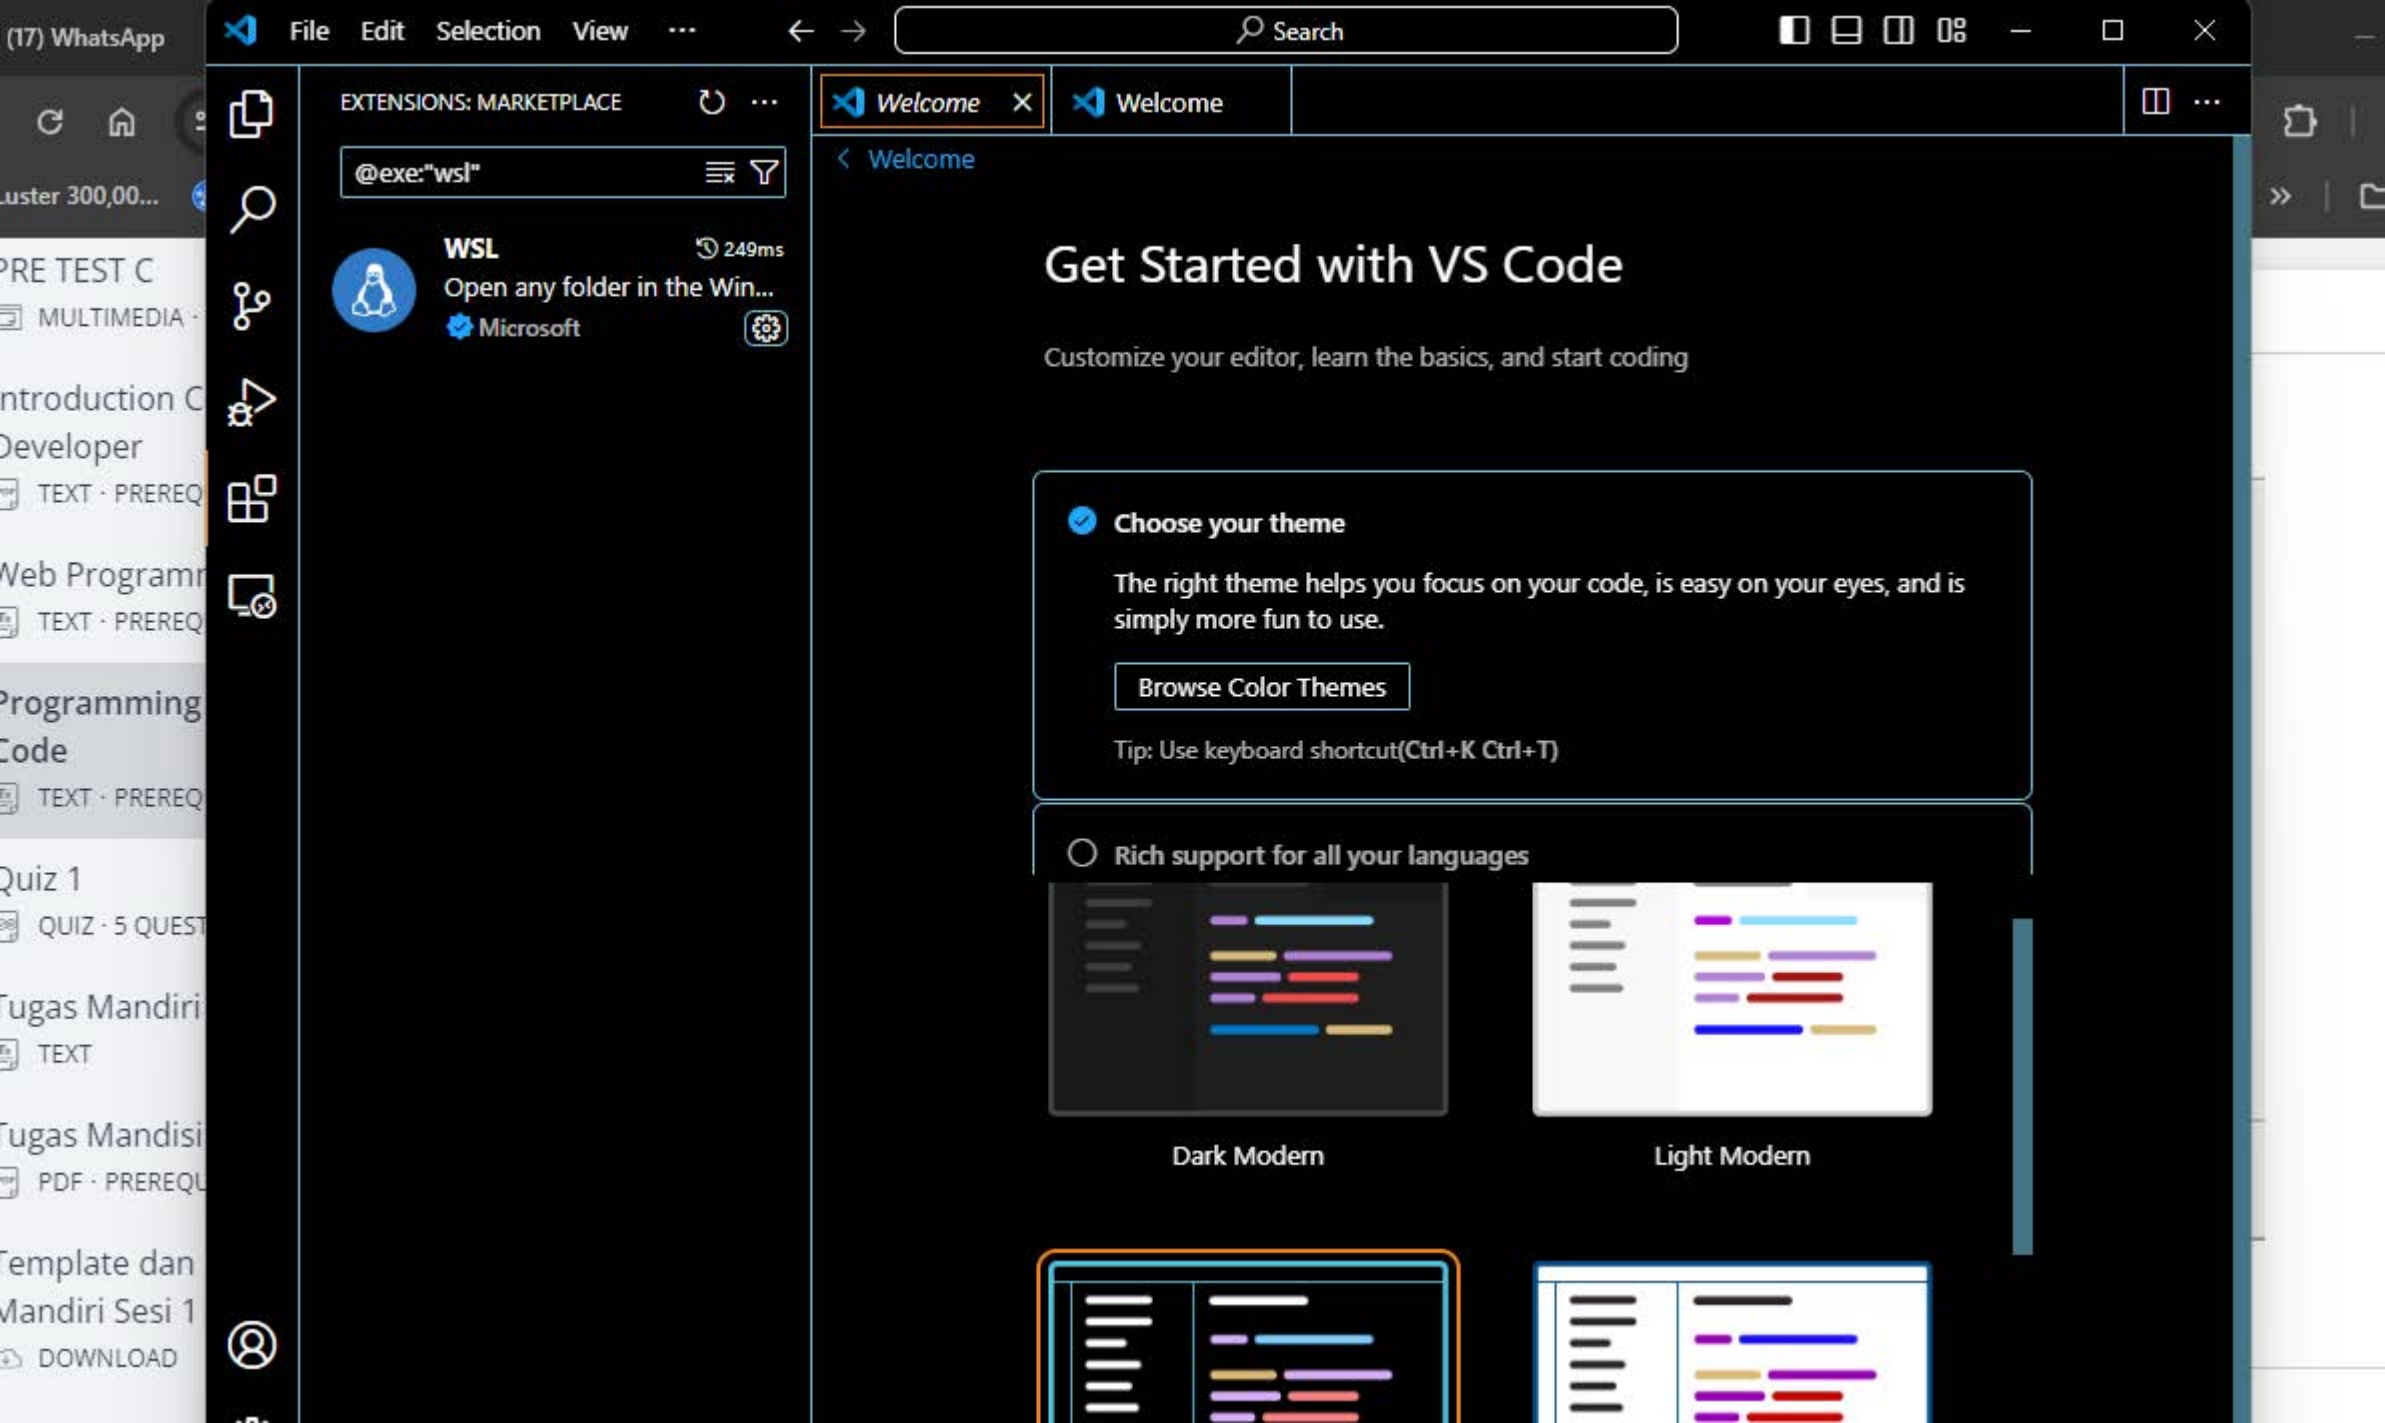 (17) WhatsApp
Luster 300,00...
PRE TEST C
MULTIMEDIA ·
Introduction C
Developer
TEXT · PREREQ
Web Programm
TEXT · PREREQ
Programming
Code
TEXT · PREREQ
Quiz 1
QUIZ · 5 QUEST
Tugas Mandiri
TEXT
Tugas Mandisi
PDF · PREREQU
Template dan
Mandiri Sesi 1
DOWNLOAD
File Edit Selection View ··· Search
EXTENSIONS: MARKETPLACE
@exe:"wsl"
WSL 249ms
Open any folder in the Win...
Microsoft
Welcome Welcome
Welcome
Get Started with VS Code
Customize your editor, learn the basics, and start coding
Choose your theme
The right theme helps you focus on your code, is easy on your eyes, and is
simply more fun to use.
Browse Color Themes
Tip: Use keyboard shortcut(Ctrl+K Ctrl+T)
Rich support for all your languages
Dark Modern Light Modern